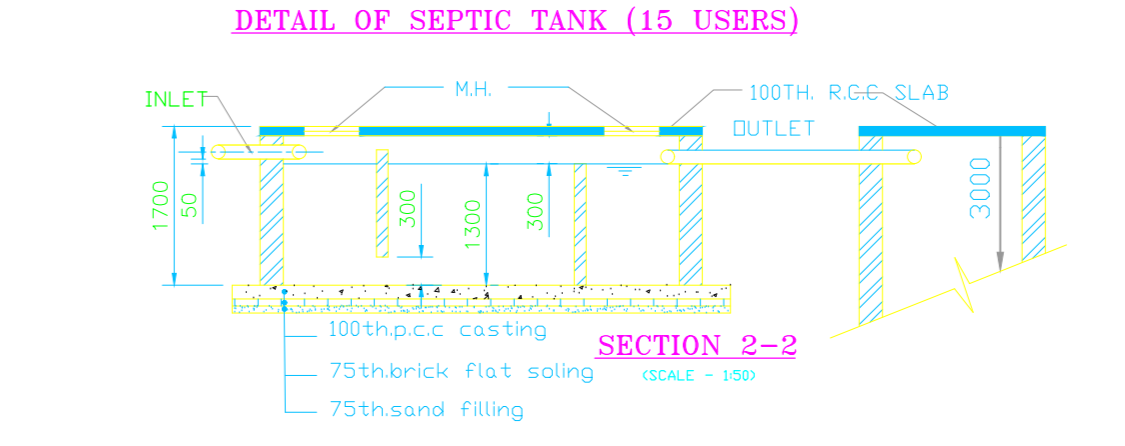 DETAIL OF SEPTIC TANK (15 USERS)
INLET
M.H.
100TH. R.C.C SLAB
OUTLET
1700
50
300
1300
300
3000
100th.p.c.c casting
75th.brick flat soling
75th.sand filling
SECTION 2-2
(SCALE - 1:50)